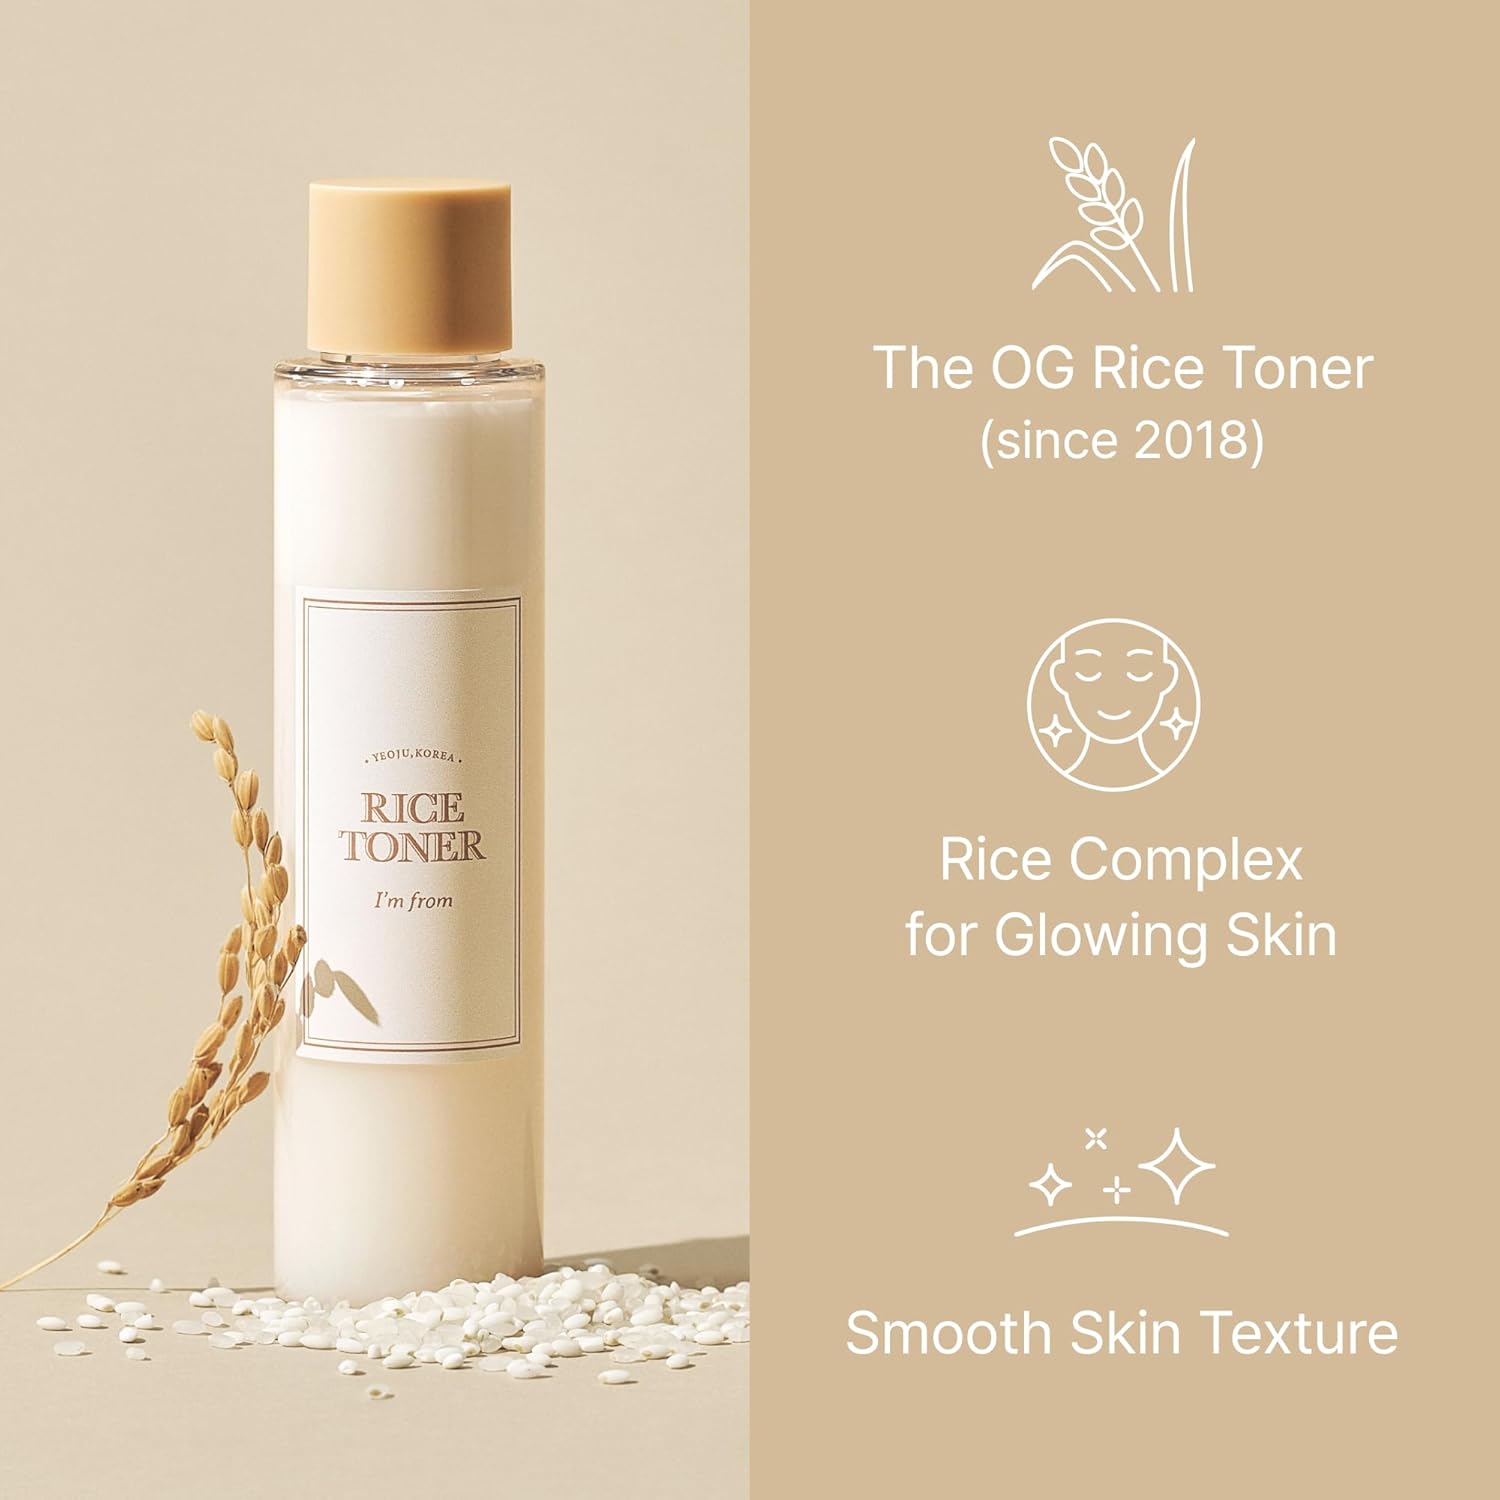 • YEOJU, KOREA •
RICE
TONER
I'm from
The OG Rice Toner
(since 2018)
Rice Complex
for Glowing Skin
Smooth Skin Texture